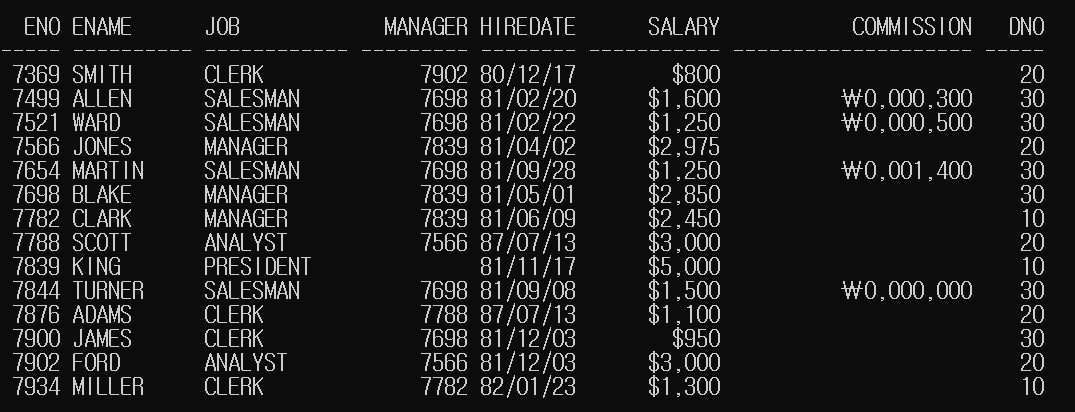 ENO ENAME JOB MANAGER HIREDATE SALARY COMMISSION DNO
----- ---------- ------------ --------- -------- ----------- -------------------- -----
7369 SMITH CLERK 7902 80/12/17 $800 20
7499 ALLEN SALESMAN 7698 81/02/20 $1,600 ₩0,000,300 30
7521 WARD SALESMAN 7698 81/02/22 $1,250 ₩0,000,500 30
7566 JONES MANAGER 7839 81/04/02 $2,975 20
7654 MARTIN SALESMAN 7698 81/09/28 $1,250 ₩0,001,400 30
7698 BLAKE MANAGER 7839 81/05/01 $2,850 30
7782 CLARK MANAGER 7839 81/06/09 $2,450 10
7788 SCOTT ANALYST 7566 87/07/13 $3,000 20
7839 KING PRESIDENT 81/11/17 $5,000 10
7844 TURNER SALESMAN 7698 81/09/08 $1,500 ₩0,000,000 30
7876 ADAMS CLERK 7788 87/07/13 $1,100 20
7900 JAMES CLERK 7698 81/12/03 $950 30
7902 FORD ANALYST 7566 81/12/03 $3,000 20
7934 MILLER CLERK 7782 82/01/23 $1,300 10